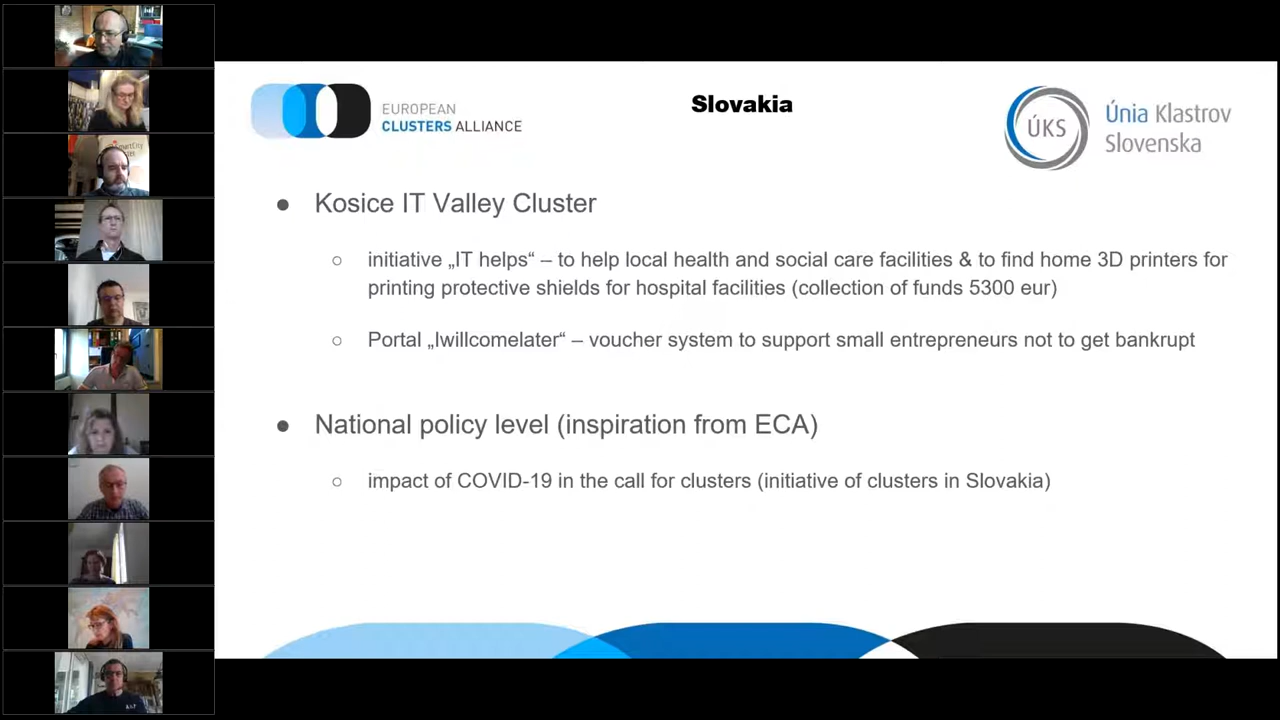 EUROPEAN
CLUSTERS ALLIANCE
Slovakia
ÚKS
Únia Klastrov
Slovenska
● Kosice IT Valley Cluster
○ initiative „IT helps“ – to help local health and social care facilities & to find home 3D printers for
printing protective shields for hospital facilities (collection of funds 5300 eur)
○ Portal „Iwillcomelater“ – voucher system to support small entrepreneurs not to get bankrupt
● National policy level (inspiration from ECA)
○ impact of COVID-19 in the call for clusters (initiative of clusters in Slovakia)